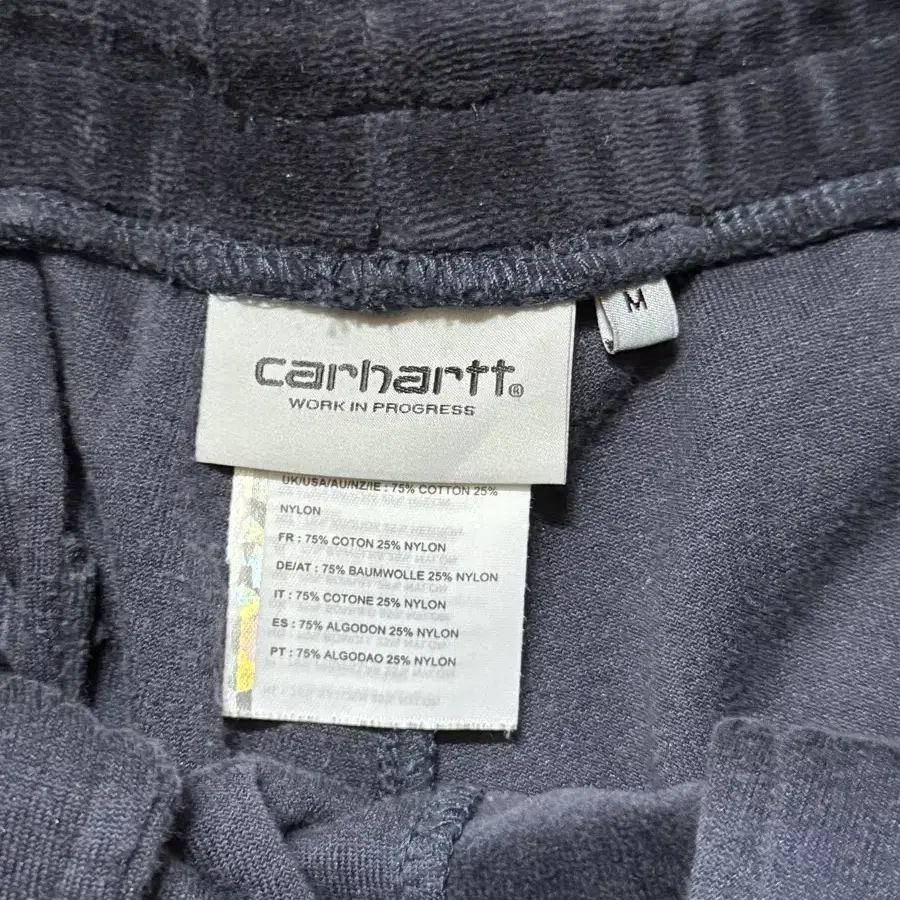 carhartt®
WORK IN PROGRESS
M
UK/USA/AU/NZ/IE : 75% COTTON 25%
NYLON
FR : 75% COTON 25% NYLON
DE/AT : 75% BAUMWOLLE 25% NYLON
IT : 75% COTONE 25% NYLON
ES : 75% ALGODON 25% NYLON
PT : 75% ALGODAO 25% NYLON